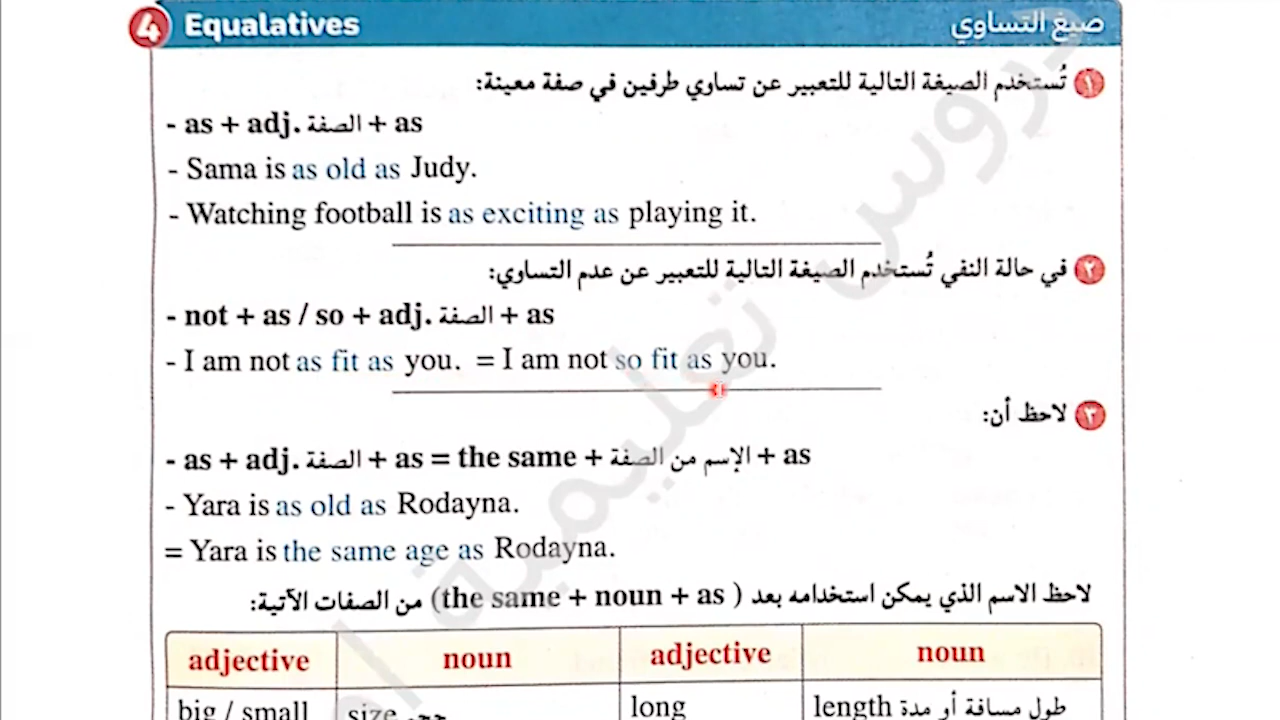 4 Equalatives صيغ التساوي
١ تُستخدم الصيغة التالية للتعبير عن تساوي طرفين في صفة معينة:
- as + adj. الصفة + as
- Sama is as old as Judy.
- Watching football is as exciting as playing it.
٢ في حالة النفي تُستخدم الصيغة التالية للتعبير عن عدم التساوي:
- not + as / so + adj. الصفة + as
- I am not as fit as you. = I am not so fit as you.
٣ لاحظ أن:
- as + adj. الصفة + as = the same + الإسم من الصفة + as
- Yara is as old as Rodayna.
= Yara is the same age as Rodayna.
لاحظ الاسم الذي يمكن استخدامه بعد (the same + noun + as) من الصفات الآتية:
adjective noun adjective noun
big / small size حجم long length طول مسافة أو مدة
دروس تعليمية